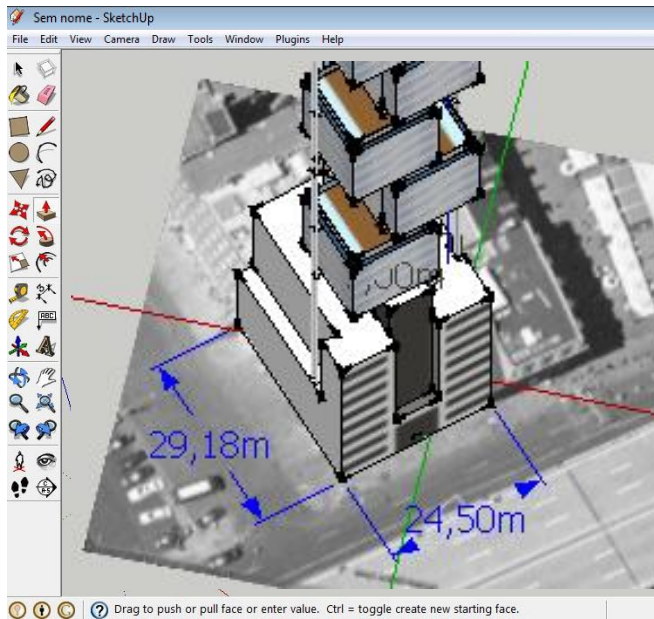 Sem nome - SketchUp
File Edit View Camera Draw Tools Window Plugins Help
ABC
29,18m
24,50m
Drag to push or pull face or enter value. Ctrl = toggle create new starting face.